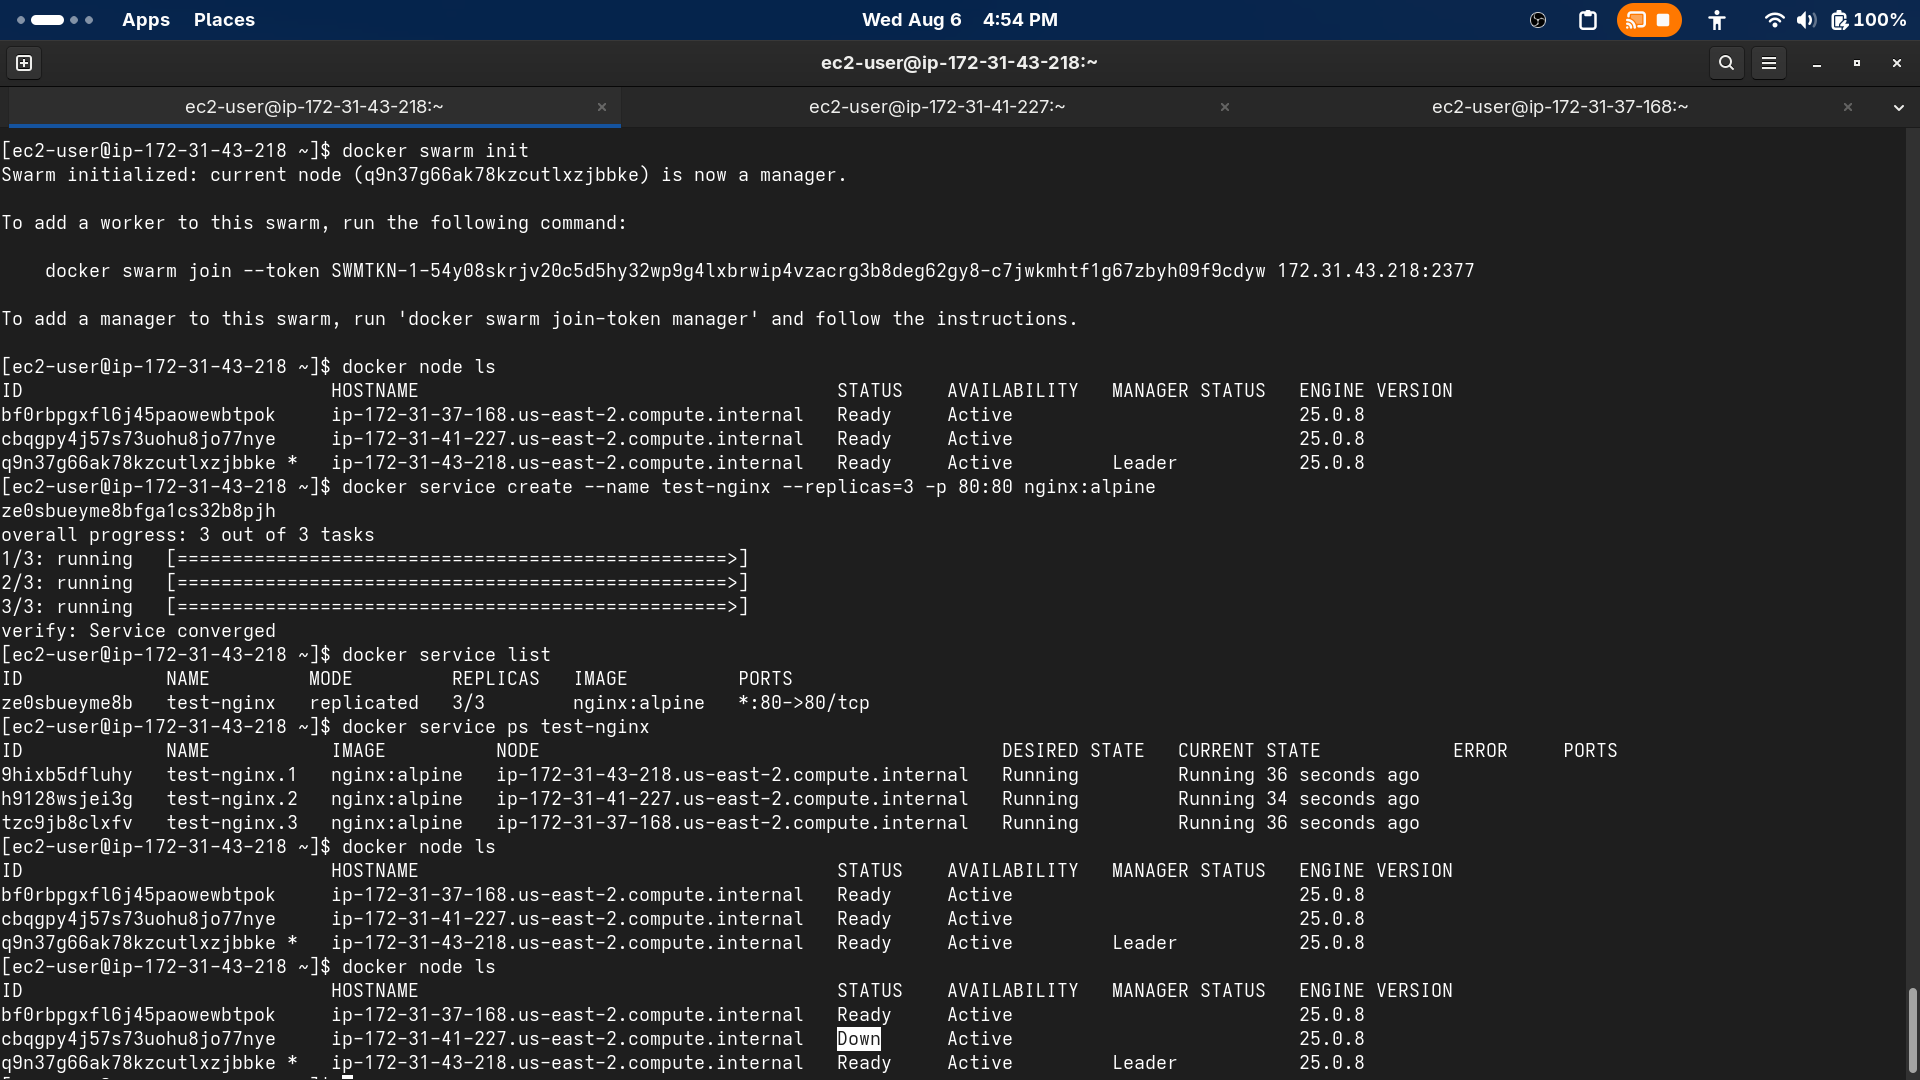 Apps Places Wed Aug 6 4:54 PM 100%
ec2-user@ip-172-31-43-218:~
ec2-user@ip-172-31-43-218:~ ec2-user@ip-172-31-41-227:~ ec2-user@ip-172-31-37-168:~
[ec2-user@ip-172-31-43-218 ~]$ docker swarm init
Swarm initialized: current node (q9n37g66ak78kzcutlxzjbbke) is now a manager.
To add a worker to this swarm, run the following command:
docker swarm join --token SWMTKN-1-54y08skrjv20c5d5hy32wp9g4lxbrwip4vzacrg3b8deg62gy8-c7jwkmhtf1g67zbyh09f9cdyw 172.31.43.218:2377
To add a manager to this swarm, run 'docker swarm join-token manager' and follow the instructions.
[ec2-user@ip-172-31-43-218 ~]$ docker node ls
ID HOSTNAME STATUS AVAILABILITY MANAGER STATUS ENGINE VERSION
bf0rbpgxfl6j45paowewbtpok ip-172-31-37-168.us-east-2.compute.internal Ready Active 25.0.8
cbqgpy4j57s73uohu8jo77nye ip-172-31-41-227.us-east-2.compute.internal Ready Active 25.0.8
q9n37g66ak78kzcutlxzjbbke * ip-172-31-43-218.us-east-2.compute.internal Ready Active Leader 25.0.8
[ec2-user@ip-172-31-43-218 ~]$ docker service create --name test-nginx --replicas=3 -p 80:80 nginx:alpine
ze0sbueyme8bfga1cs32b8pjh
overall progress: 3 out of 3 tasks
1/3: running [==================================================>]
2/3: running [==================================================>]
3/3: running [==================================================>]
verify: Service converged
[ec2-user@ip-172-31-43-218 ~]$ docker service list
ID NAME MODE REPLICAS IMAGE PORTS
ze0sbueyme8b test-nginx replicated 3/3 nginx:alpine *:80->80/tcp
[ec2-user@ip-172-31-43-218 ~]$ docker service ps test-nginx
ID NAME IMAGE NODE DESIRED STATE CURRENT STATE ERROR PORTS
9hixb5dfluhy test-nginx.1 nginx:alpine ip-172-31-43-218.us-east-2.compute.internal Running Running 36 seconds ago
h9128wsjei3g test-nginx.2 nginx:alpine ip-172-31-41-227.us-east-2.compute.internal Running Running 34 seconds ago
tzc9jb8clxfv test-nginx.3 nginx:alpine ip-172-31-37-168.us-east-2.compute.internal Running Running 36 seconds ago
[ec2-user@ip-172-31-43-218 ~]$ docker node ls
ID HOSTNAME STATUS AVAILABILITY MANAGER STATUS ENGINE VERSION
bf0rbpgxfl6j45paowewbtpok ip-172-31-37-168.us-east-2.compute.internal Ready Active 25.0.8
cbqgpy4j57s73uohu8jo77nye ip-172-31-41-227.us-east-2.compute.internal Ready Active 25.0.8
q9n37g66ak78kzcutlxzjbbke * ip-172-31-43-218.us-east-2.compute.internal Ready Active Leader 25.0.8
[ec2-user@ip-172-31-43-218 ~]$ docker node ls
ID HOSTNAME STATUS AVAILABILITY MANAGER STATUS ENGINE VERSION
bf0rbpgxfl6j45paowewbtpok ip-172-31-37-168.us-east-2.compute.internal Ready Active 25.0.8
cbqgpy4j57s73uohu8jo77nye ip-172-31-41-227.us-east-2.compute.internal Down Active 25.0.8
q9n37g66ak78kzcutlxzjbbke * ip-172-31-43-218.us-east-2.compute.internal Ready Active Leader 25.0.8